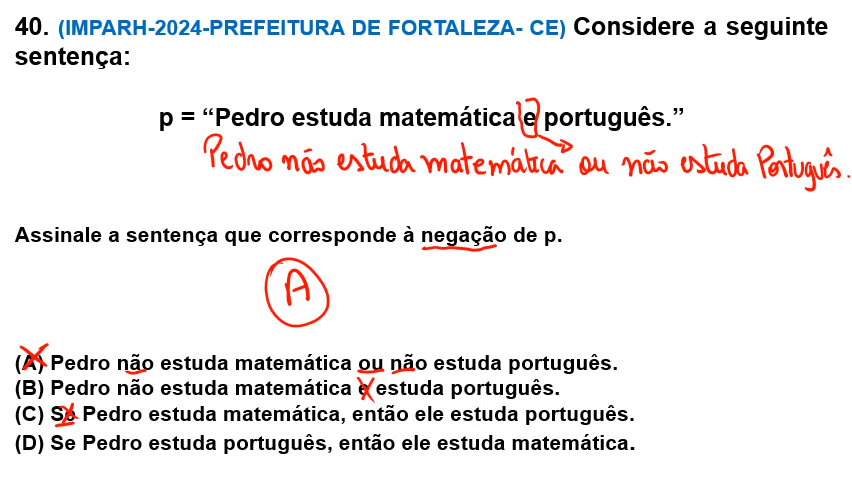 40. (IMPARH-2024-PREFEITURA DE FORTALEZA- CE) Considere a seguinte
sentença:
p = “Pedro estuda matemática e português.”
Pedro não estuda matemática ou não estuda Português.
Assinale a sentença que corresponde à negação de p.
A
(A) Pedro não estuda matemática ou não estuda português.
(B) Pedro não estuda matemática e estuda português.
(C) Se Pedro estuda matemática, então ele estuda português.
(D) Se Pedro estuda português, então ele estuda matemática.